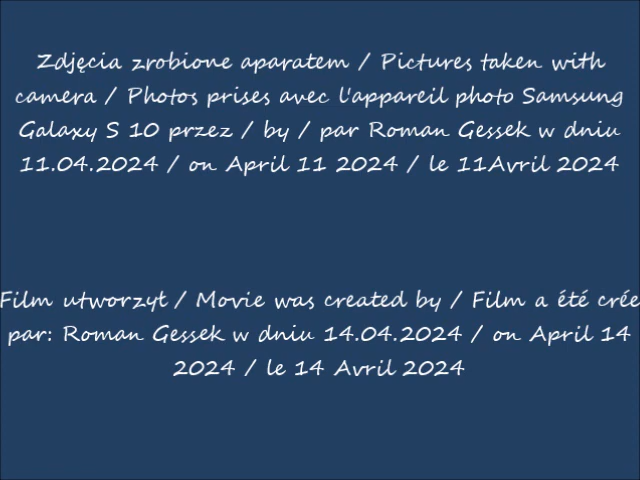 Zdjęcia zrobione aparatem / Pictures taken with
camera / Photos prises avec l'appareil photo Samsung
Galaxy S 10 przez / by / par Roman Gessek w dniu
11.04.2024 / on April 11 2024 / le 11Avril 2024
Film utworzył / Movie was created by / Film a été crée
par: Roman Gessek w dniu 14.04.2024 / on April 14
2024 / le 14 Avril 2024